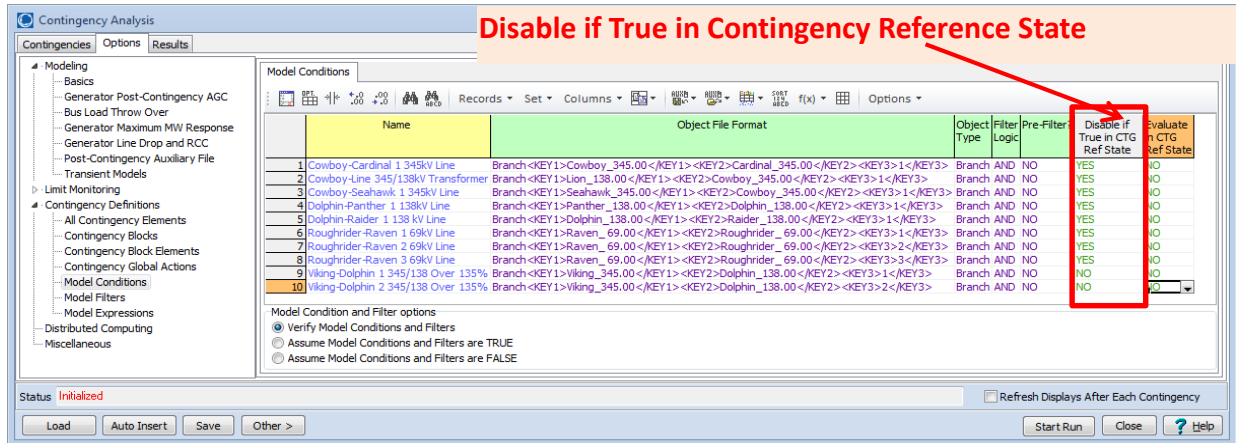 Contingency Analysis
Disable if True in Contingency Reference State
Contingencies Options Results
Modeling
Basics
Generator Post-Contingency AGC
Bus Load Throw Over
Generator Maximum MW Response
Generator Line Drop and RCC
Post-Contingency Auxiliary File
Transient Models
Limit Monitoring
Contingency Definitions
All Contingency Elements
Contingency Blocks
Contingency Block Elements
Contingency Global Actions
Model Conditions
Model Filters
Model Expressions
Distributed Computing
Miscellaneous
Model Conditions
Records Set Columns f(x) Options
Name Object File Format Object Type Filter Logic Pre-Filter? Disable if True in CTG Ref State Evaluate in CTG Ref State
1 Cowboy-Cardinal 1 345kV Line Branch<KEY1>Cowboy_345.00</KEY1><KEY2>Cardinal_345.00</KEY2><KEY3>1</KEY3> Branch AND NO YES NO
2 Cowboy-Line 345/138kV Transformer Branch<KEY1>Lion_138.00</KEY1><KEY2>Cowboy_345.00</KEY2><KEY3>1</KEY3> Branch AND NO YES NO
3 Cowboy-Seahawk 1 345kV Line Branch<KEY1>Seahawk_345.00</KEY1><KEY2>Cowboy_345.00</KEY2><KEY3>1</KEY3> Branch AND NO YES NO
4 Dolphin-Panther 1 138kV Line Branch<KEY1>Panther_138.00</KEY1><KEY2>Dolphin_138.00</KEY2><KEY3>1</KEY3> Branch AND NO YES NO
5 Dolphin-Raider 1 138 kV Line Branch<KEY1>Dolphin_138.00</KEY1><KEY2>Raider_138.00</KEY2><KEY3>1</KEY3> Branch AND NO YES NO
6 Roughrider-Raven 1 69kV Line Branch<KEY1>Raven_ 69.00</KEY1><KEY2>Roughrider_ 69.00</KEY2><KEY3>1</KEY3> Branch AND NO YES NO
7 Roughrider-Raven 2 69kV Line Branch<KEY1>Raven_ 69.00</KEY1><KEY2>Roughrider_ 69.00</KEY2><KEY3>2</KEY3> Branch AND NO YES NO
8 Roughrider-Raven 3 69kV Line Branch<KEY1>Raven_ 69.00</KEY1><KEY2>Roughrider_ 69.00</KEY2><KEY3>3</KEY3> Branch AND NO YES NO
9 Viking-Dolphin 1 345/138 Over 135% Branch<KEY1>Viking_345.00</KEY1><KEY2>Dolphin_138.00</KEY2><KEY3>1</KEY3> Branch AND NO NO NO
10 Viking-Dolphin 2 345/138 Over 135% Branch<KEY1>Viking_345.00</KEY1><KEY2>Dolphin_138.00</KEY2><KEY3>2</KEY3> Branch AND NO NO NO
Model Condition and Filter options
Verify Model Conditions and Filters
Assume Model Conditions and Filters are TRUE
Assume Model Conditions and Filters are FALSE
Status Initialized
Refresh Displays After Each Contingency
Load Auto Insert Save Other > Start Run Close ? Help